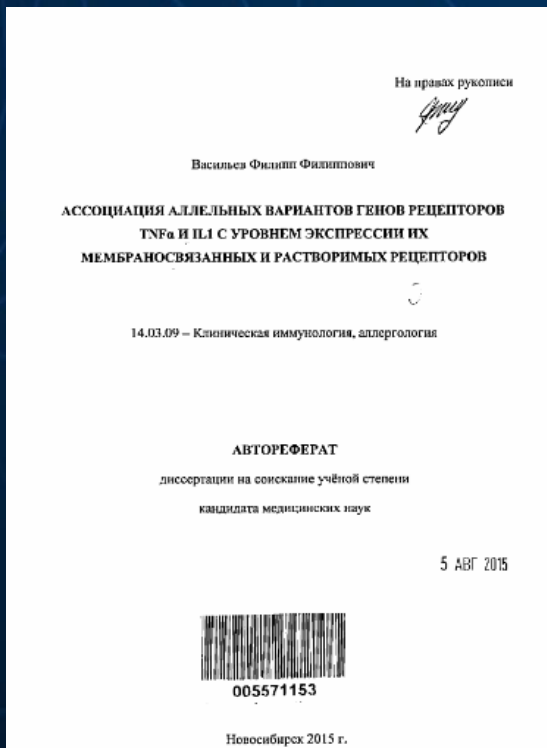 На правах рукописи
Васильев Филипп Филиппович
АССОЦИАЦИЯ АЛЛЕЛЬНЫХ ВАРИАНТОВ ГЕНОВ РЕЦЕПТОРОВ
TNFα И IL1 С УРОВНЕМ ЭКСПРЕССИИ ИХ
МЕМБРАНОСВЯЗАННЫХ И РАСТВОРИМЫХ РЕЦЕПТОРОВ
14.03.09 – Клиническая иммунология, аллергология
АВТОРЕФЕРАТ
диссертации на соискание учёной степени
кандидата медицинских наук
5 АВГ 2015
005571153
Новосибирск 2015 г.